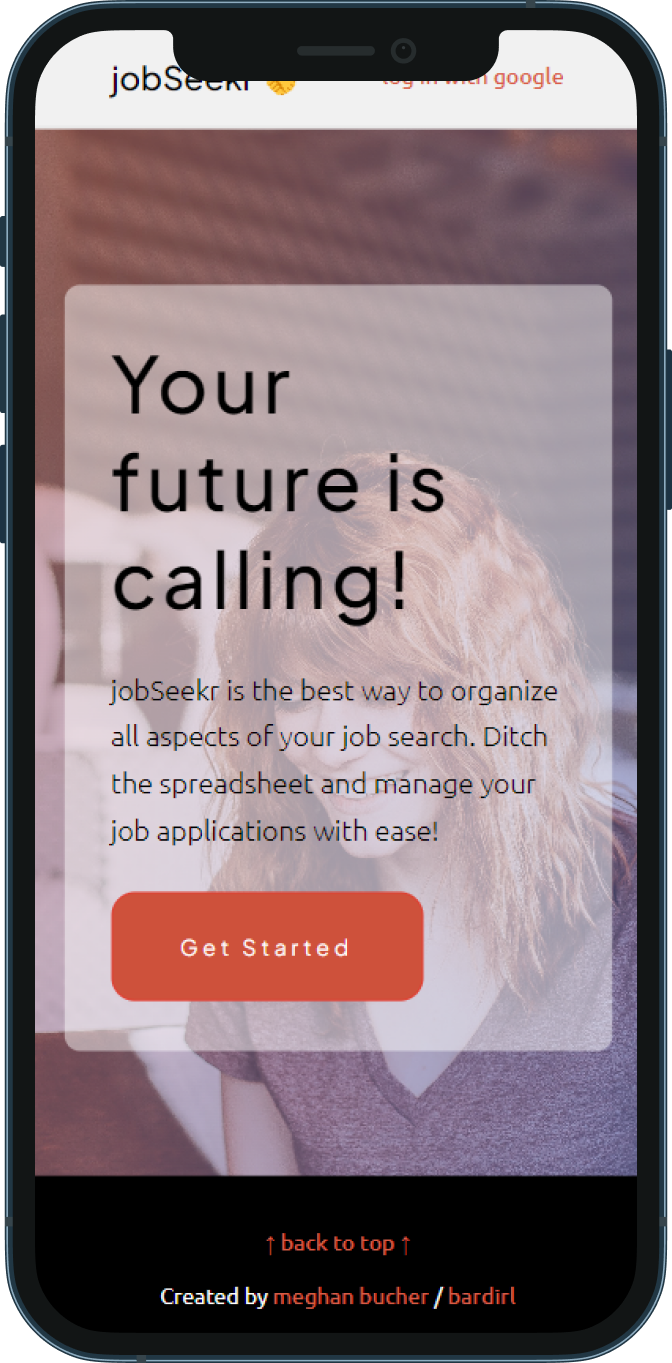 jobSeekr
log in with google
Your
future is
calling!
jobSeekr is the best way to organize
all aspects of your job search. Ditch
the spreadsheet and manage your
job applications with ease!
Get Started
↑ back to top ↑
Created by meghan bucher / bardirl